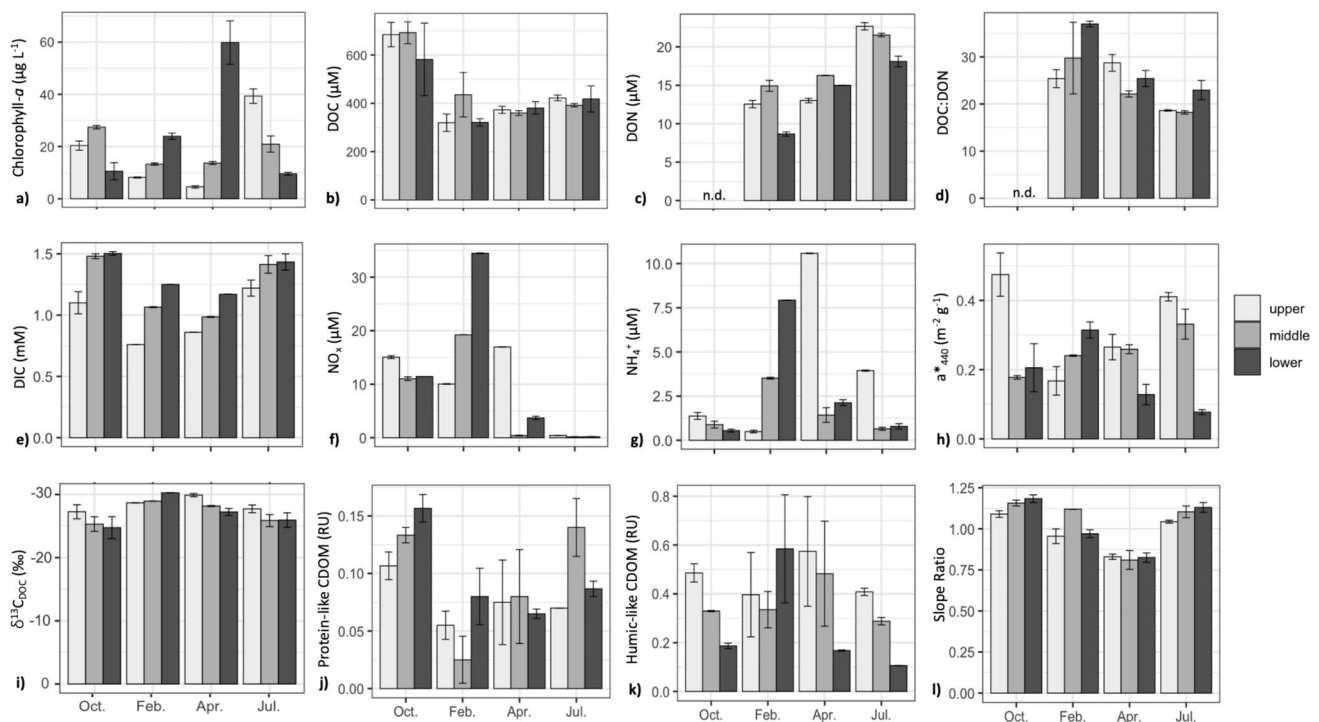 Chlorophyll-a (µg L-1)
60
40
20
0
a)
DOC (µM)
600
400
200
0
b)
DON (µM)
20
15
10
5
0
n.d.
c)
DOC:DON
30
20
10
0
n.d.
d)
DIC (mM)
1.5
1.0
0.5
0.0
e)
NOx (µM)
30
20
10
0
f)
NH4+ (µM)
10.0
7.5
5.0
2.5
0.0
g)
a*440 (m-2 g-1)
0.4
0.2
0.0
h)
upper
middle
lower
δ13CDOC (‰)
-30
-20
-10
0
i)
Oct. Feb. Apr. Jul.
Protein-like CDOM (RU)
0.15
0.10
0.05
0.00
j)
Oct. Feb. Apr. Jul.
Humic-like CDOM (RU)
0.8
0.6
0.4
0.2
0.0
k)
Oct. Feb. Apr. Jul.
Slope Ratio
1.25
1.00
0.75
0.50
0.25
0.00
l)
Oct. Feb. Apr. Jul.